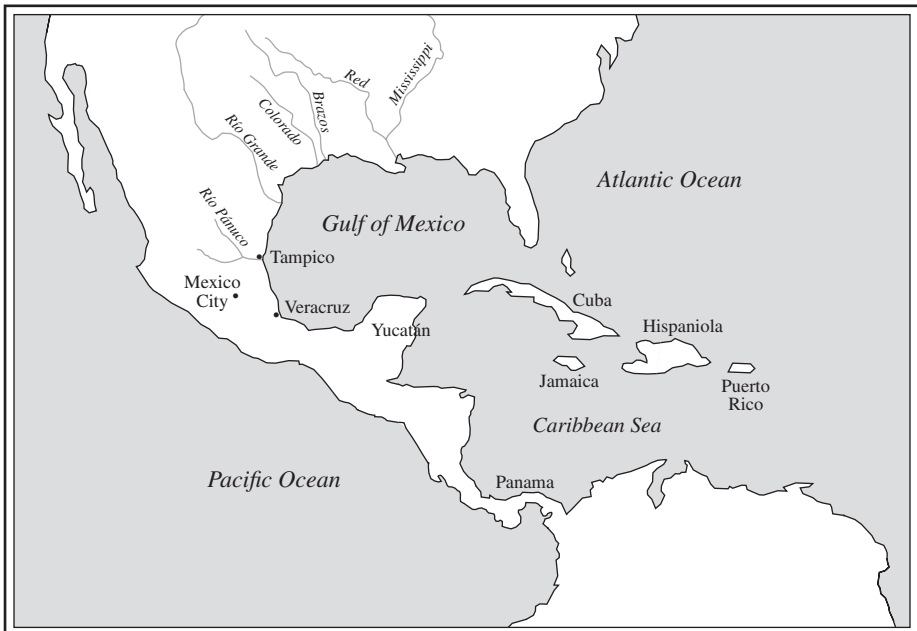 Red
Mississippi
Brazos
Colorado
Río Grande
Río Pánuco
Atlantic Ocean
Gulf of Mexico
Tampico
Mexico
City
Veracruz
Yucatán
Cuba
Hispaniola
Jamaica
Puerto
Rico
Caribbean Sea
Pacific Ocean
Panama